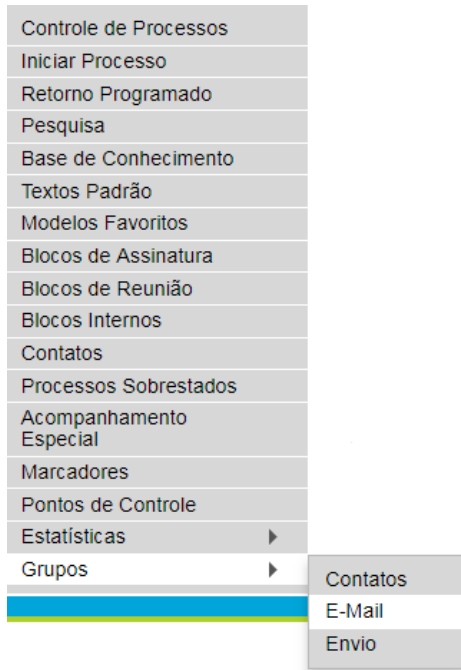 Controle de Processos
Iniciar Processo
Retorno Programado
Pesquisa
Base de Conhecimento
Textos Padrão
Modelos Favoritos
Blocos de Assinatura
Blocos de Reunião
Blocos Internos
Contatos
Processos Sobrestados
Acompanhamento
Especial
Marcadores
Pontos de Controle
Estatísticas
Grupos
Contatos
E-Mail
Envio